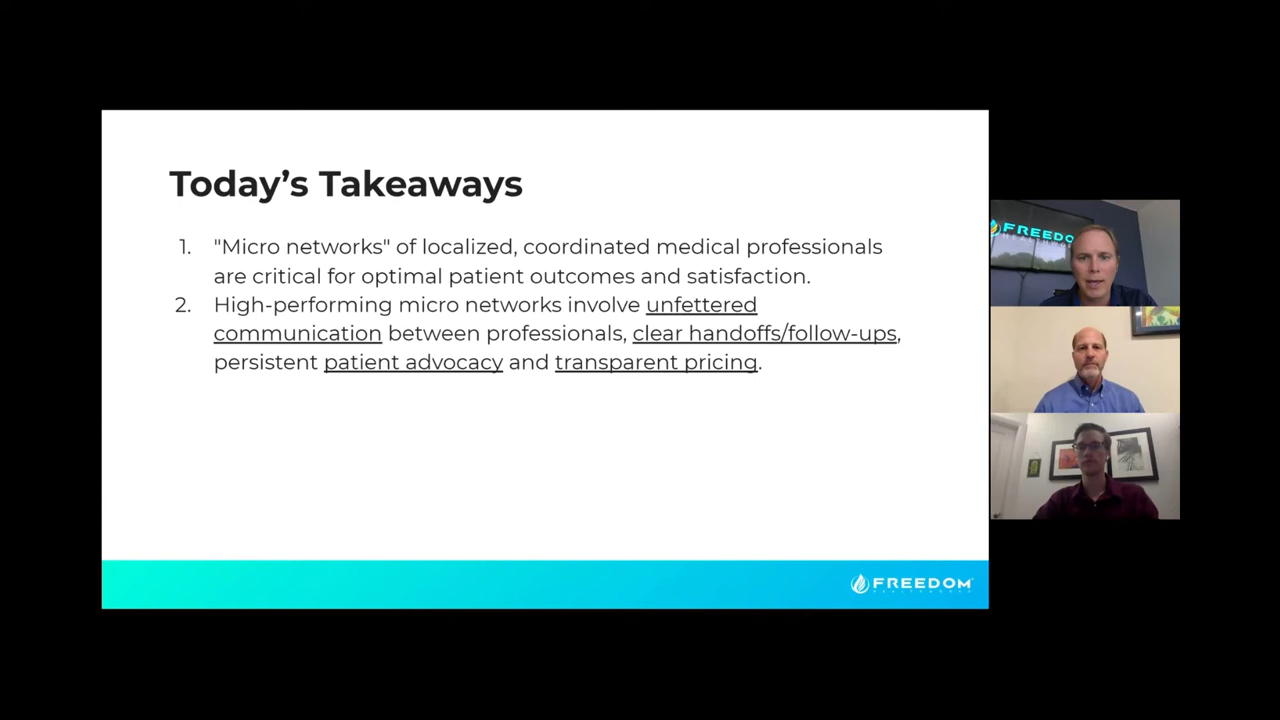 Today's Takeaways
1. "Micro networks" of localized, coordinated medical professionals
are critical for optimal patient outcomes and satisfaction.
2. High-performing micro networks involve unfettered
communication between professionals, clear handoffs/follow-ups,
persistent patient advocacy and transparent pricing.
FREEDOM
FREEDO